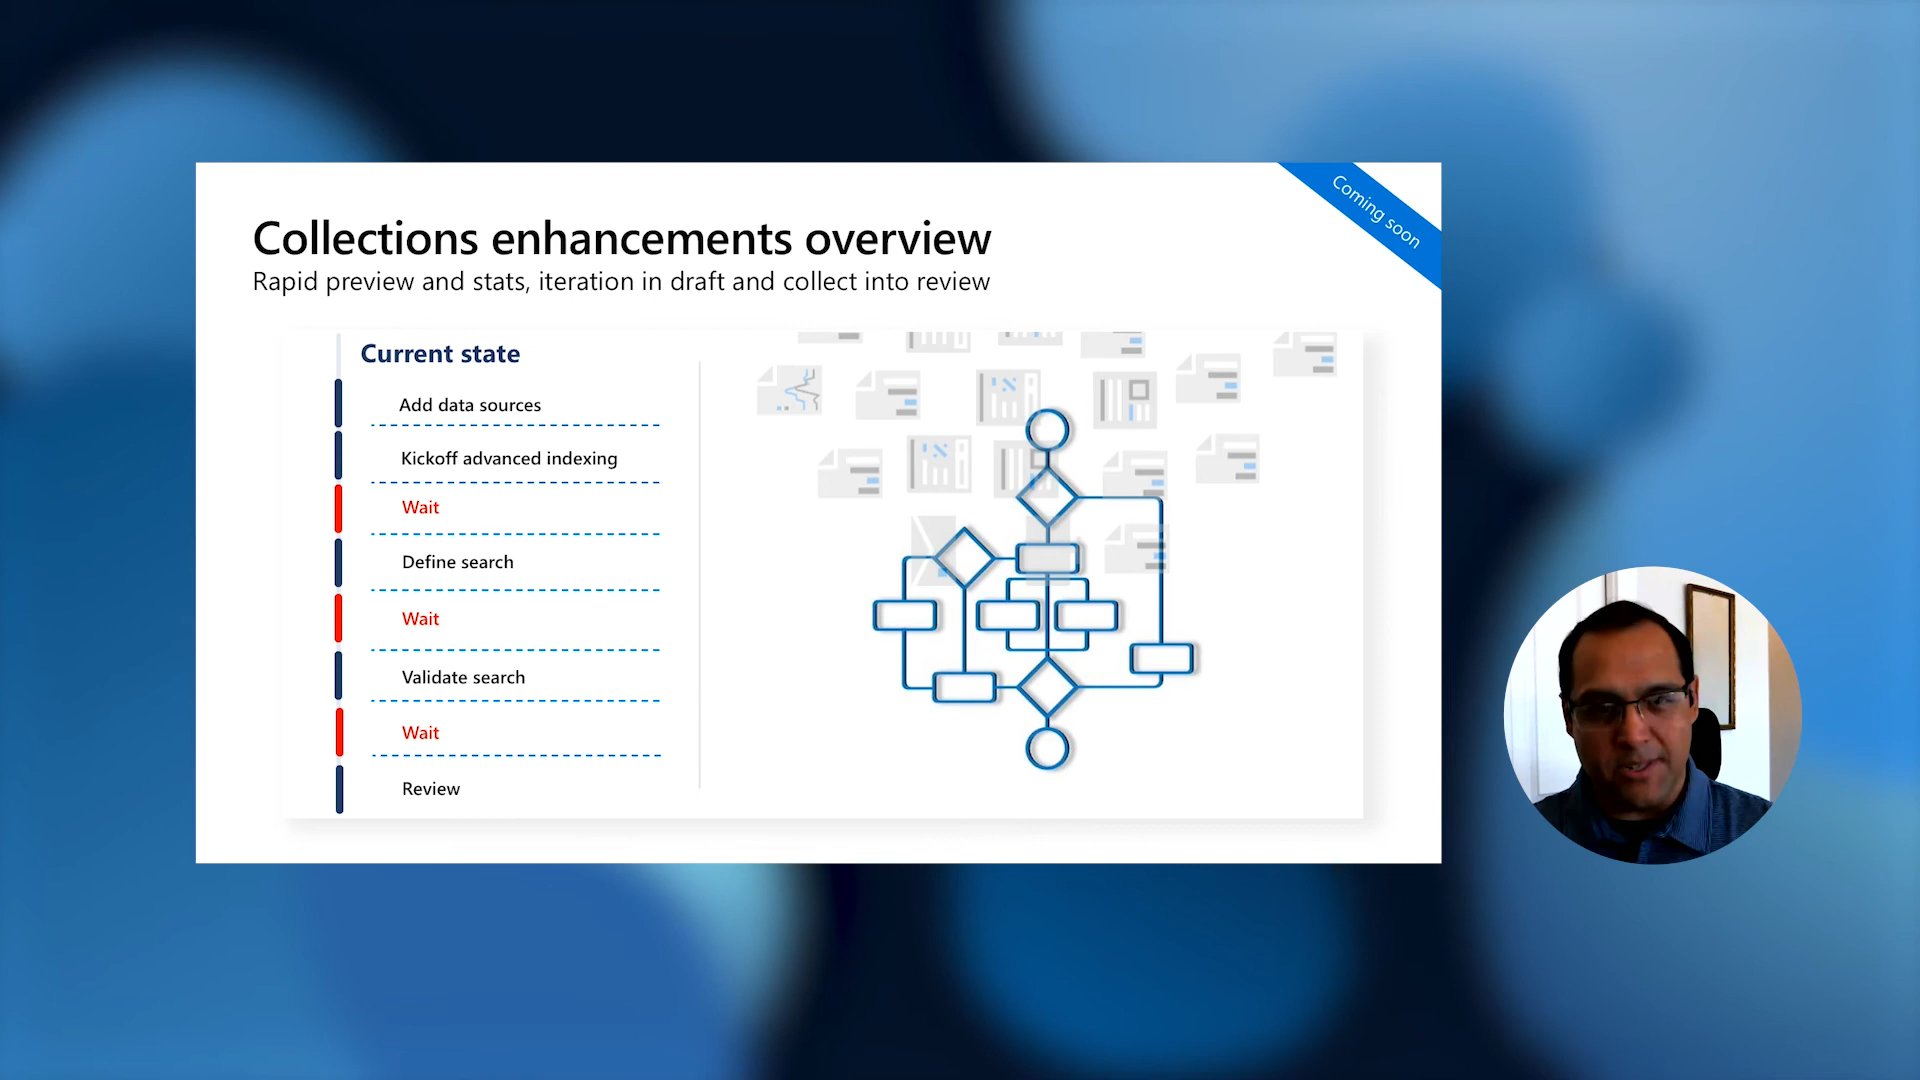 Coming soon
Collections enhancements overview
Rapid preview and stats, iteration in draft and collect into review
Current state
Add data sources
Kickoff advanced indexing
Wait
Define search
Wait
Validate search
Wait
Review